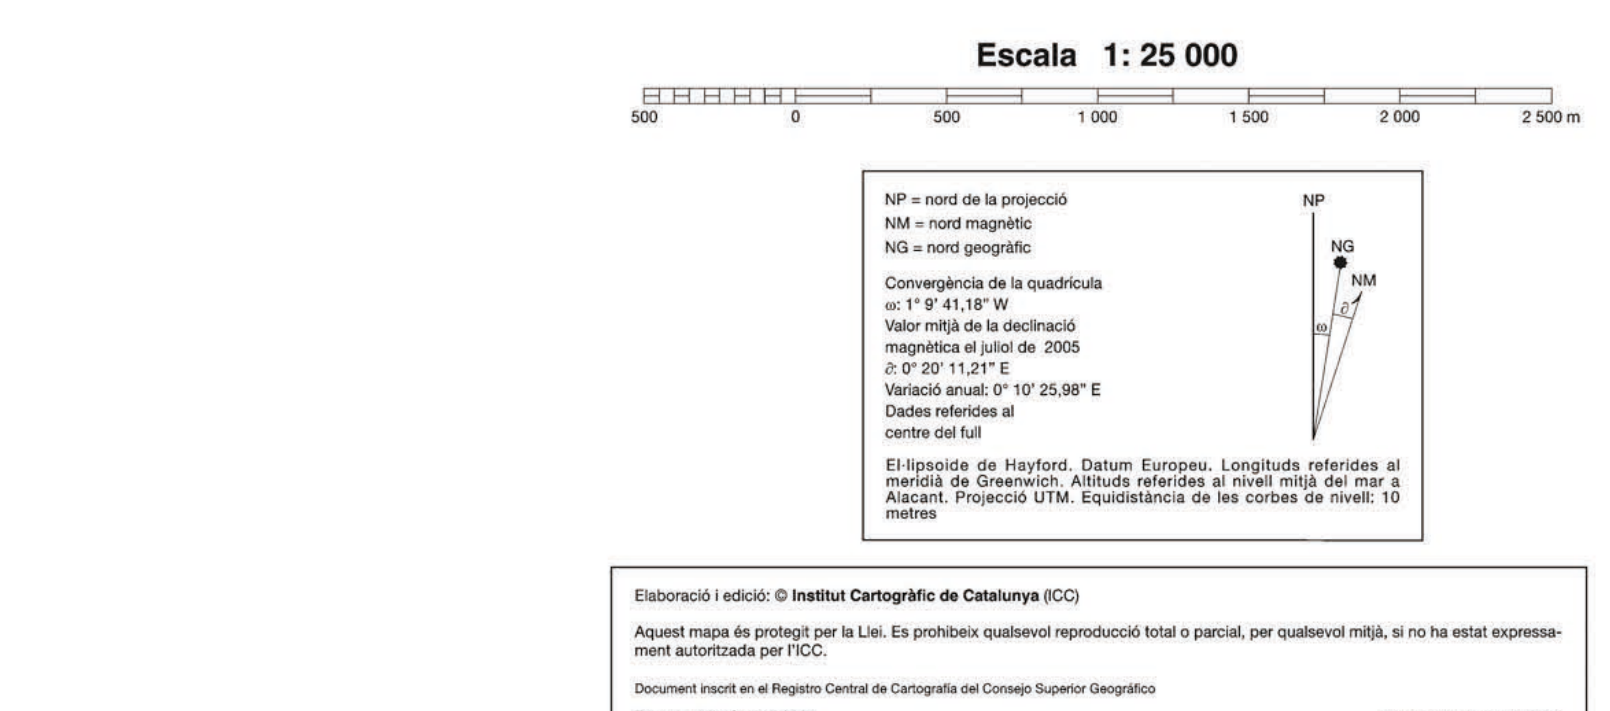 Escala 1: 25 000
500 0 500 1 000 1 500 2 000 2 500 m
NP = nord de la projecció
NM = nord magnètic
NG = nord geogràfic
Convergència de la quadrícula
ω: 1° 9' 41,18" W
Valor mitjà de la declinació
magnètica el juliol de 2005
∂: 0° 20' 11,21" E
Variació anual: 0° 10' 25,98" E
Dades referides al
centre del full
NP
NG
NM
∂
ω
El·lipsoide de Hayford. Datum Europeu. Longituds referides al
meridià de Greenwich. Altituds referides al nivell mitjà del mar a
Alacant. Projecció UTM. Equidistància de les corbes de nivell: 10
metres
Elaboració i edició: © Institut Cartogràfic de Catalunya (ICC)
Aquest mapa és protegit per la Llei. Es prohibeix qualsevol reproducció total o parcial, per qualsevol mitjà, si no ha estat expressa-
ment autoritzada per l'ICC.
Document inscrit en el Registro Central de Cartografía del Consejo Superior Geográfico